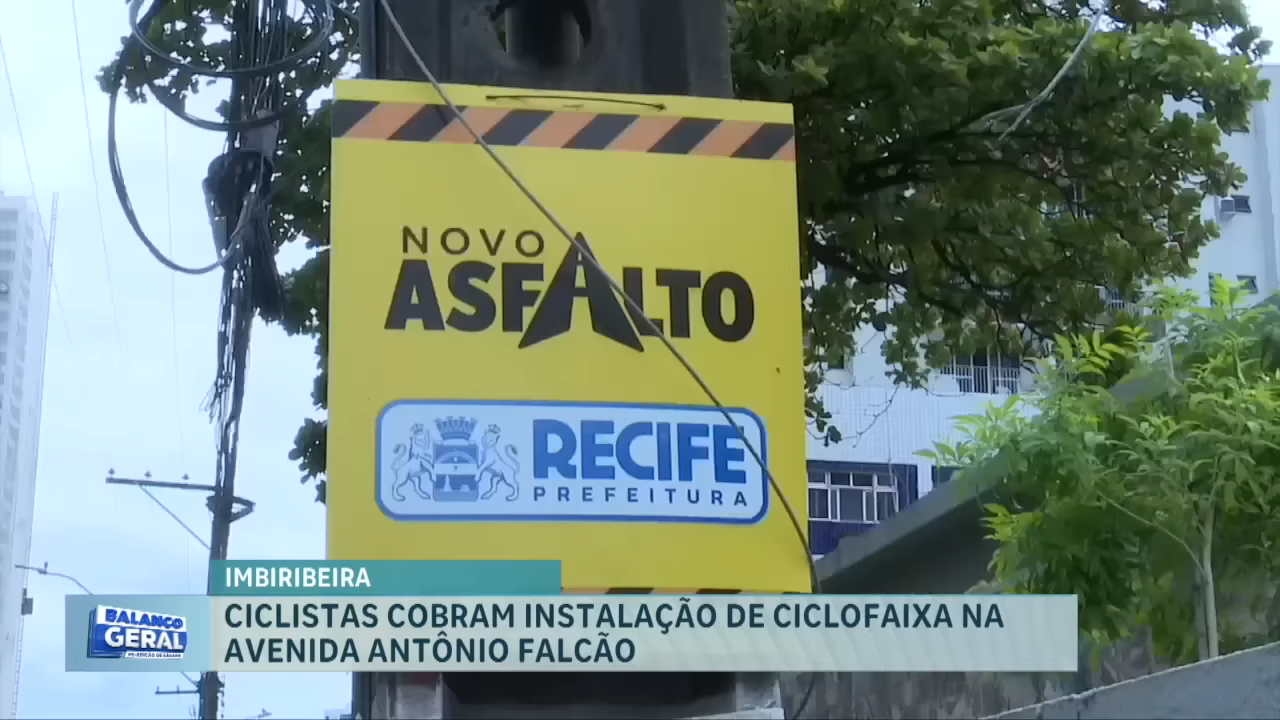 NOVO
ASFALTO
RECIFE
PREFEITURA
IMBIRIBEIRA
CICLISTAS COBRAM INSTALAÇÃO DE CICLOFAIXA NA
AVENIDA ANTÔNIO FALCÃO
BALANÇO
GERAL